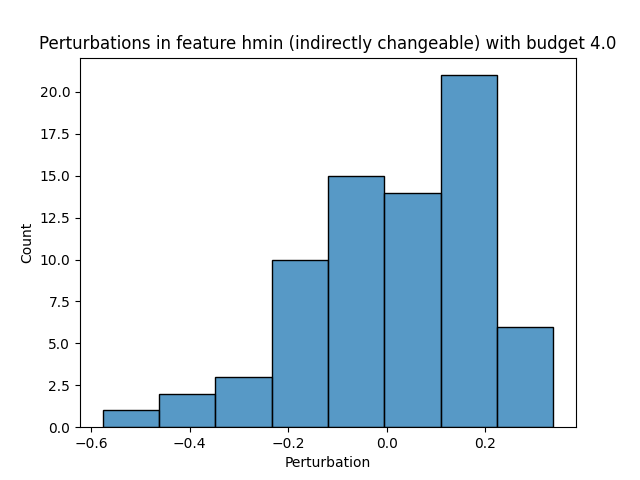 Perturbations in feature hmin (indirectly changeable) with budget 4.0
20.0
17.5
15.0
12.5
10.0
7.5
5.0
2.5
0.0
Count
−0.6 −0.4 −0.2 0.0 0.2
Perturbation